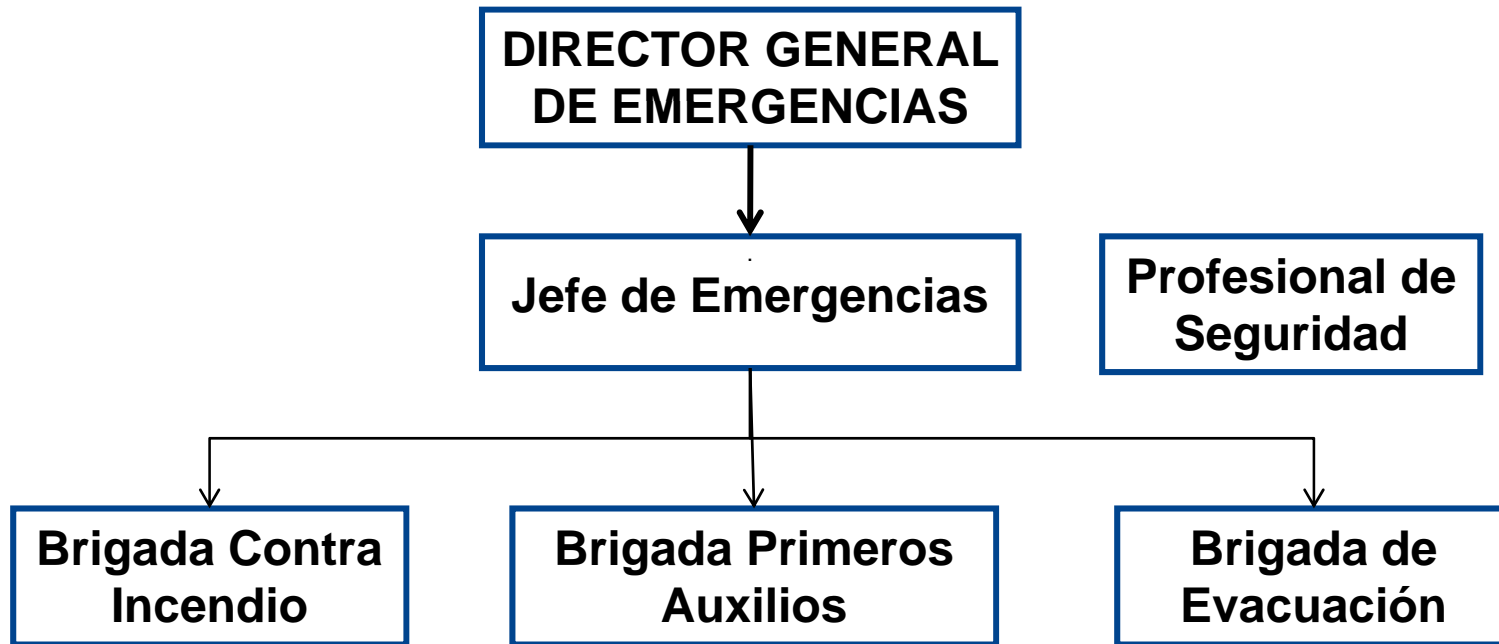 DIRECTOR GENERAL
DE EMERGENCIAS
Jefe de Emergencias
Profesional de
Seguridad
Brigada Contra
Incendio
Brigada Primeros
Auxilios
Brigada de
Evacuación